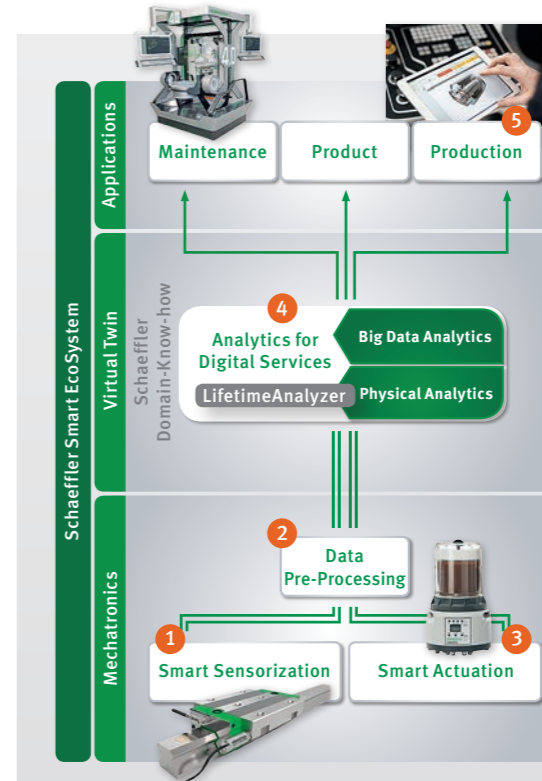 Schaeffler Smart EcoSystem
Applications
40
5
Maintenance
Product
Production
Virtual Twin
Schaeffler
Domain-Know-how
4
Analytics for
Digital Services
Big Data Analytics
LifetimeAnalyzer
Physical Analytics
Mechatronics
2
Data
Pre-Processing
1
3
Smart Sensorization
Smart Actuation